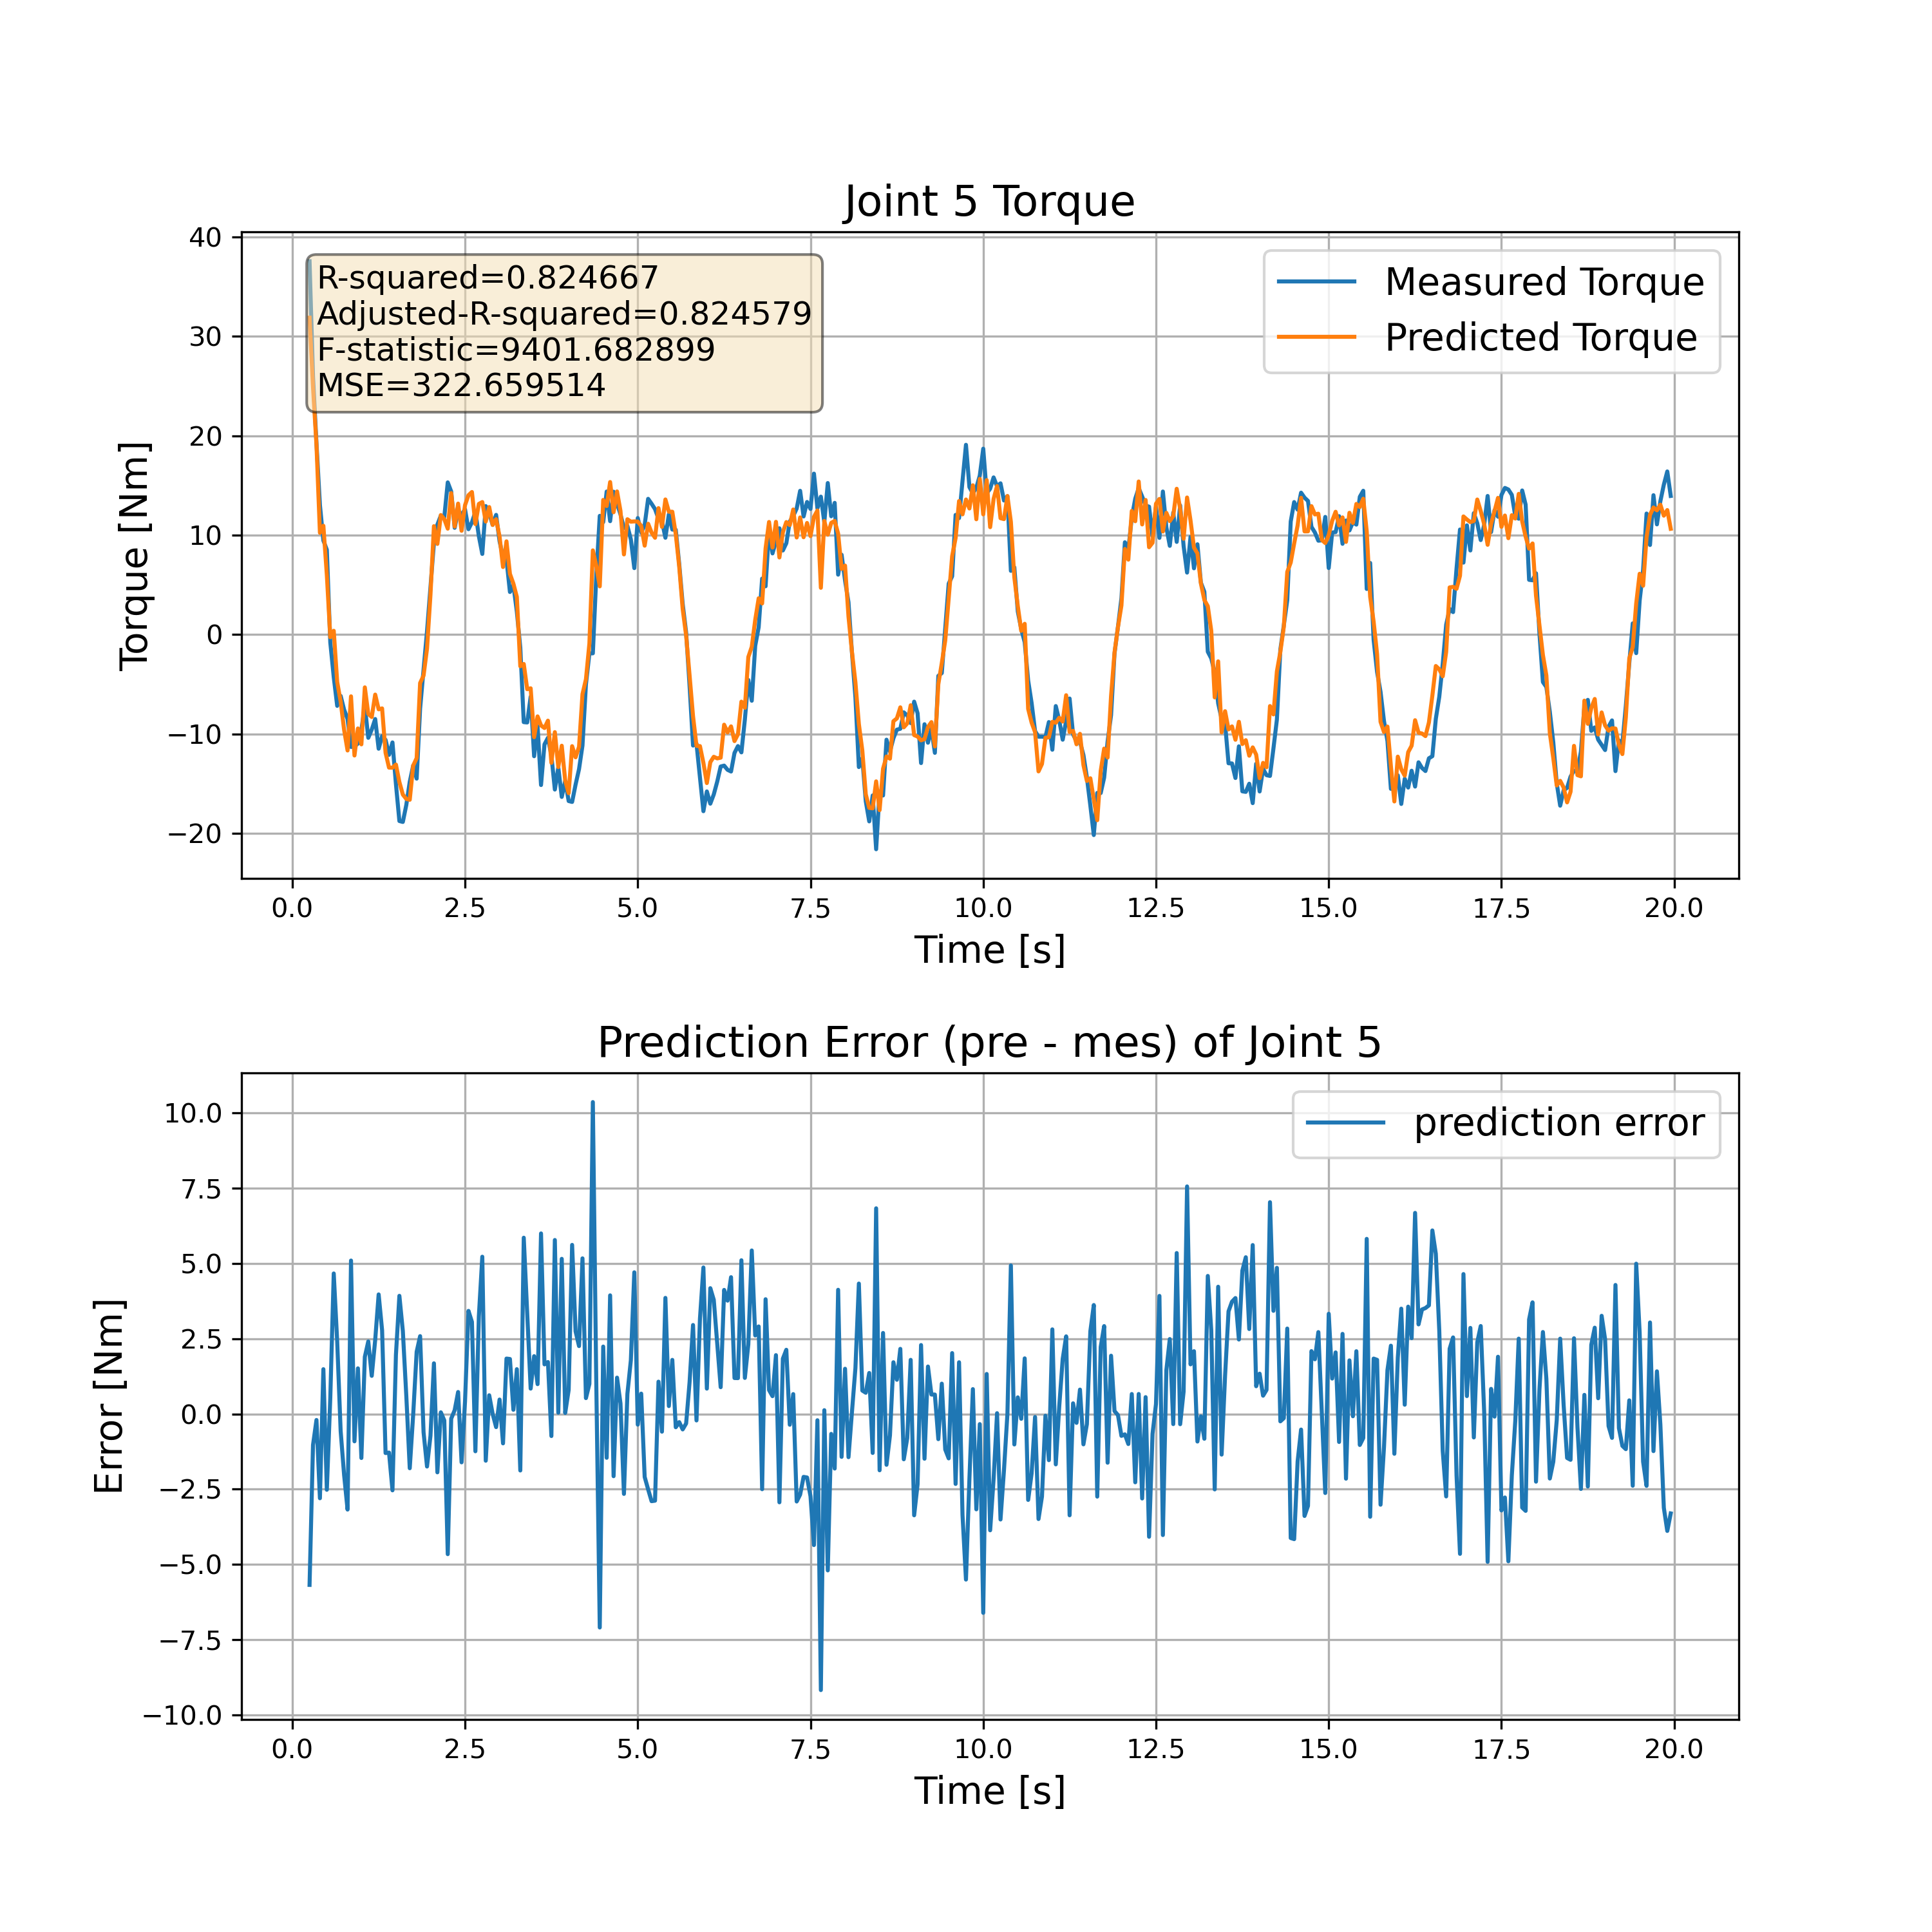 Joint 5 Torque
40
30
20
10
0
−10
−20
Torque [Nm]
R-squared=0.824667
Adjusted-R-squared=0.824579
F-statistic=9401.682899
MSE=322.659514
Measured Torque
Predicted Torque
0.0 2.5 5.0 7.5 10.0 12.5 15.0 17.5 20.0
Time [s]
Prediction Error (pre - mes) of Joint 5
10.0
7.5
5.0
2.5
0.0
−2.5
−5.0
−7.5
−10.0
Error [Nm]
prediction error
0.0 2.5 5.0 7.5 10.0 12.5 15.0 17.5 20.0
Time [s]